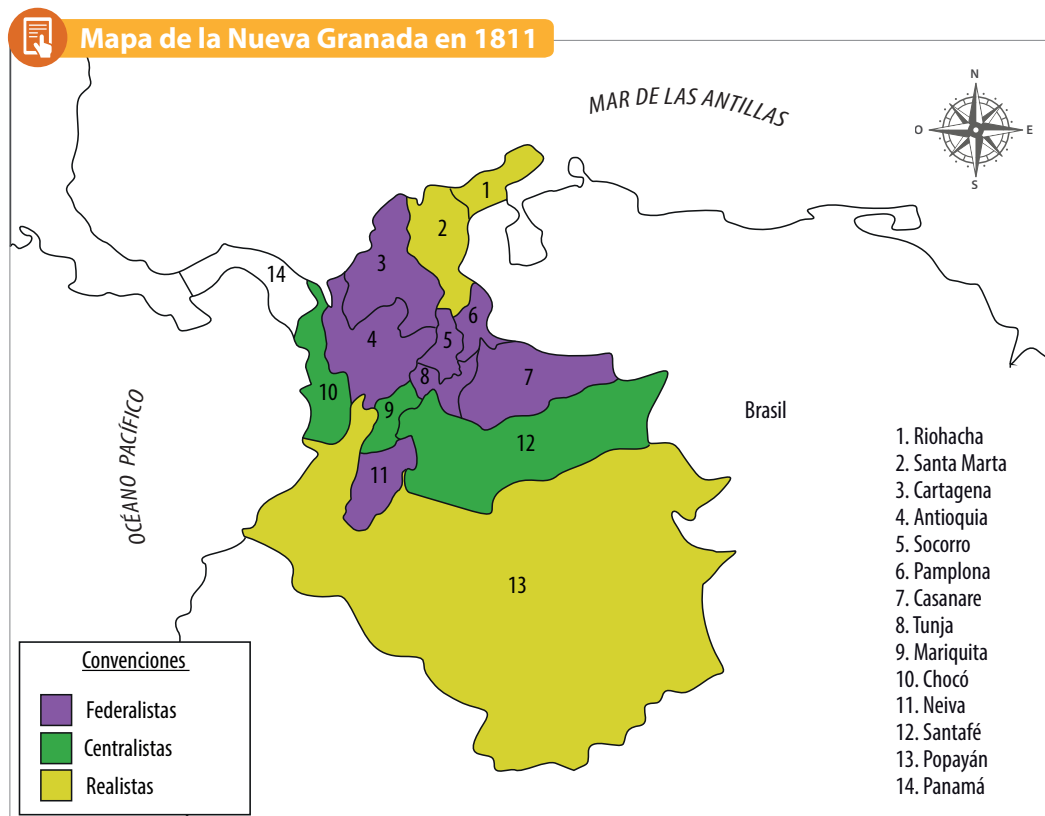 Mapa de la Nueva Granada en 1811
MAR DE LAS ANTILLAS
N
O
E
S
1
2
3
14
6
4
5
8
7
10
9
Brasil
12
11
OCÉANO PACÍFICO
13
1. Riohacha
2. Santa Marta
3. Cartagena
4. Antioquia
5. Socorro
6. Pamplona
7. Casanare
8. Tunja
9. Mariquita
10. Chocó
11. Neiva
12. Santafé
13. Popayán
14. Panamá
Convenciones
Federalistas
Centralistas
Realistas